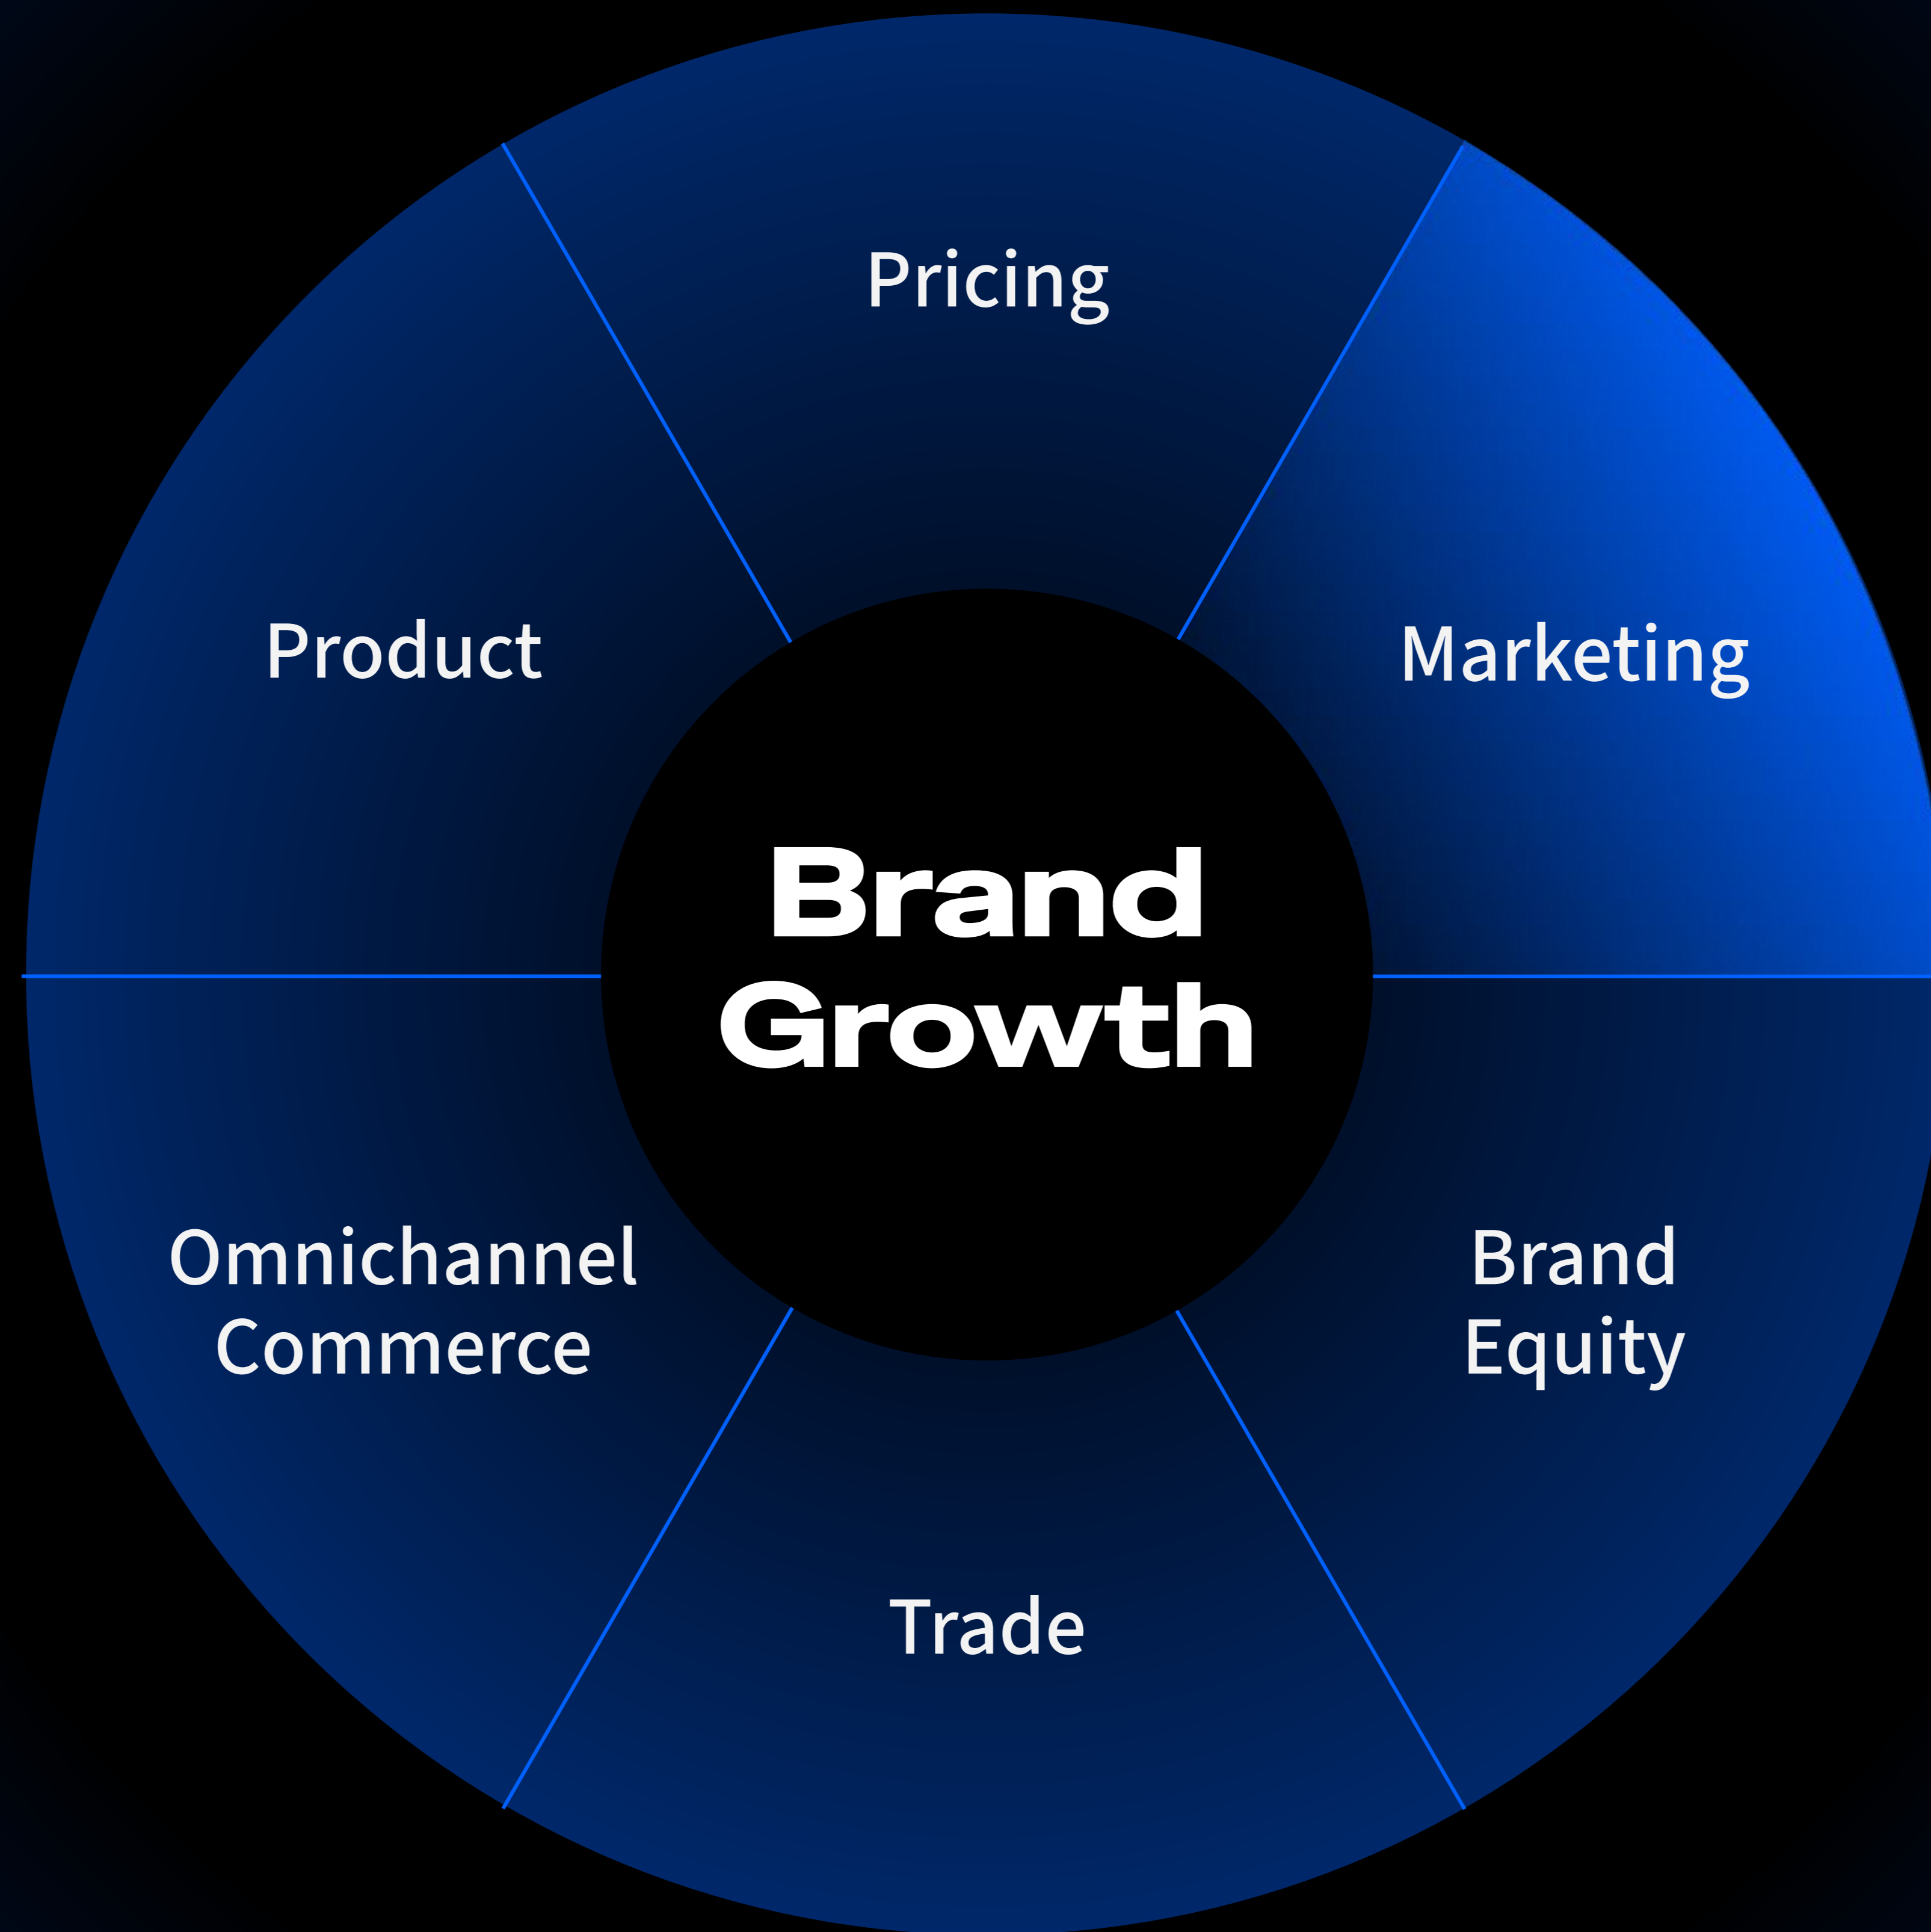 Pricing
Product
Marketing
Brand
Growth
Omnichannel
Commerce
Brand
Equity
Trade